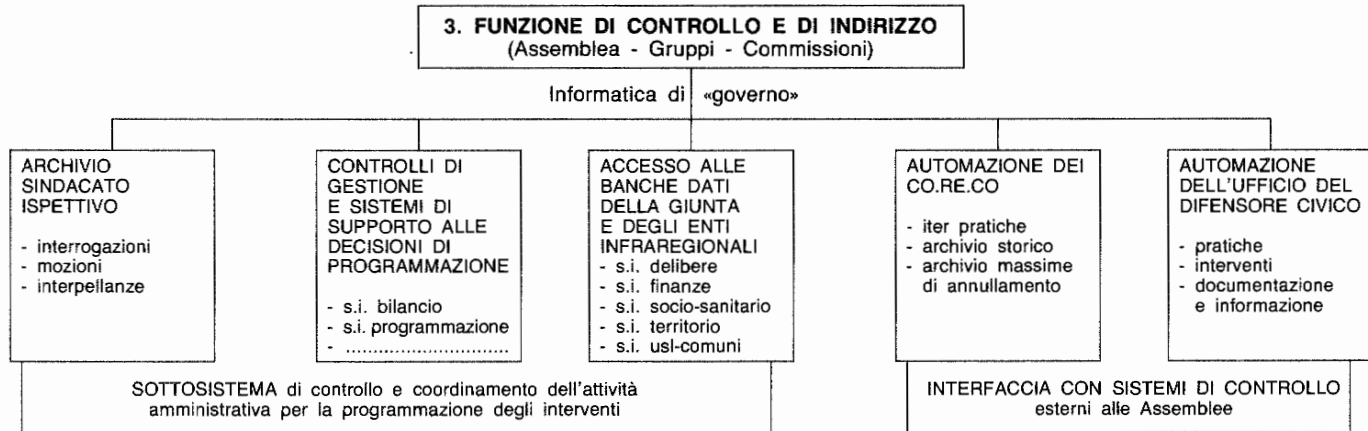 3. FUNZIONE DI CONTROLLO E DI INDIRIZZO
(Assemblea - Gruppi - Commissioni)
Informatica di «governo»
ARCHIVIO
SINDACATO
ISPETTIVO
- interrogazioni
- mozioni
- interpellanze
CONTROLLI DI
GESTIONE
E SISTEMI DI
SUPPORTO ALLE
DECISIONI DI
PROGRAMMAZIONE
- s.i. bilancio
- s.i. programmazione
- ..............................
ACCESSO ALLE
BANCHE DATI
DELLA GIUNTA
E DEGLI ENTI
INFRAREGIONALI
- s.i. delibere
- s.i. finanze
- s.i. socio-sanitario
- s.i. territorio
- s.i. usl-comuni
AUTOMAZIONE DEI
CO.RE.CO
- iter pratiche
- archivio storico
- archivio massime
di annullamento
AUTOMAZIONE
DELL'UFFICIO DEL
DIFENSORE CIVICO
- pratiche
- interventi
- documentazione
e informazione
SOTTOSISTEMA di controllo e coordinamento dell'attività
amministrativa per la programmazione degli interventi
INTERFACCIA CON SISTEMI DI CONTROLLO
esterni alle Assemblee